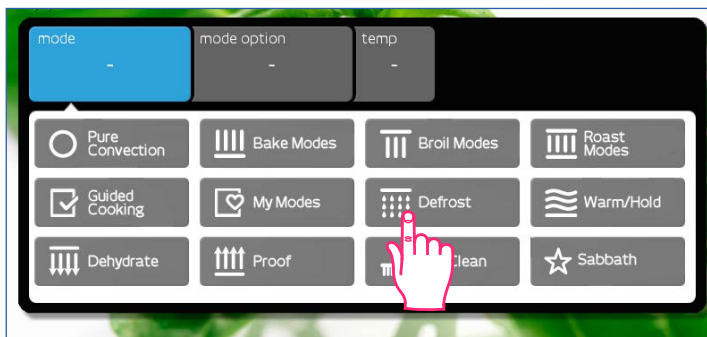 mode
mode option
temp
-
-
-
Pure
Convection
Bake Modes
Broil Modes
Roast
Modes
Guided
Cooking
My Modes
Defrost
Warm/Hold
Dehydrate
Proof
Clean
Sabbath